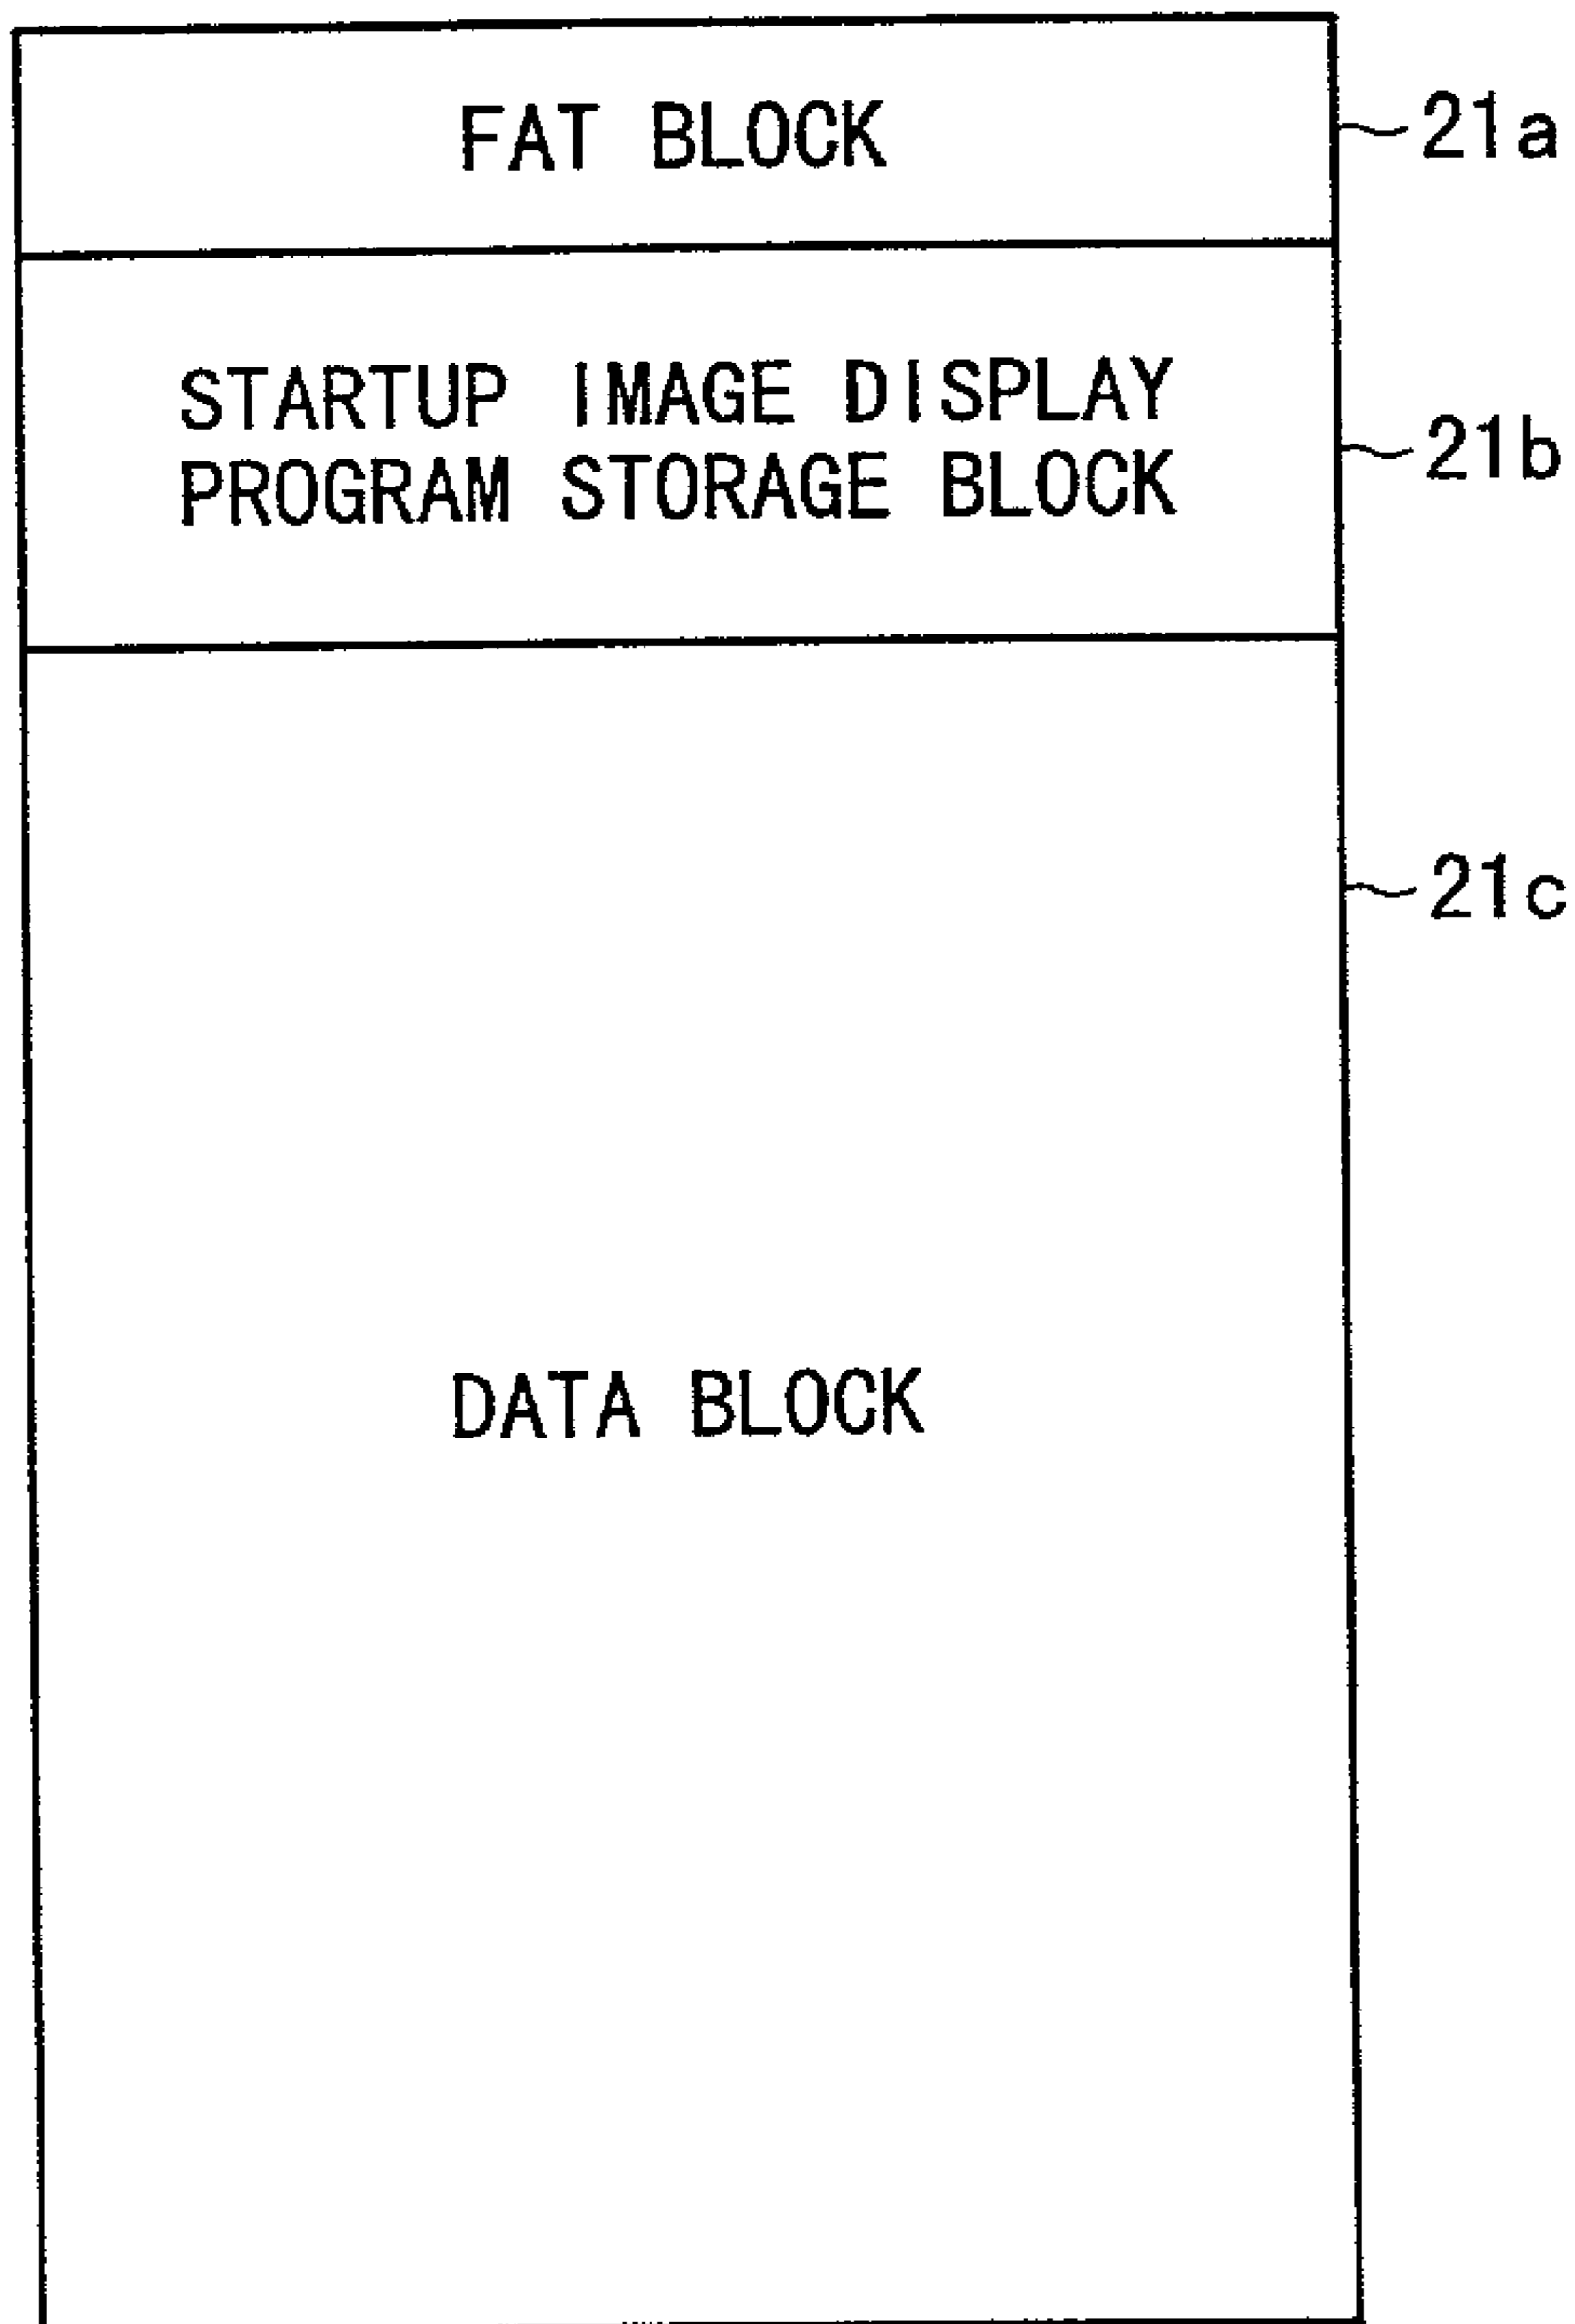 FAT BLOCK
21a
STARTUP IMAGE DISPLAY
PROGRAM STORAGE BLOCK
21b
21c
DATA BLOCK